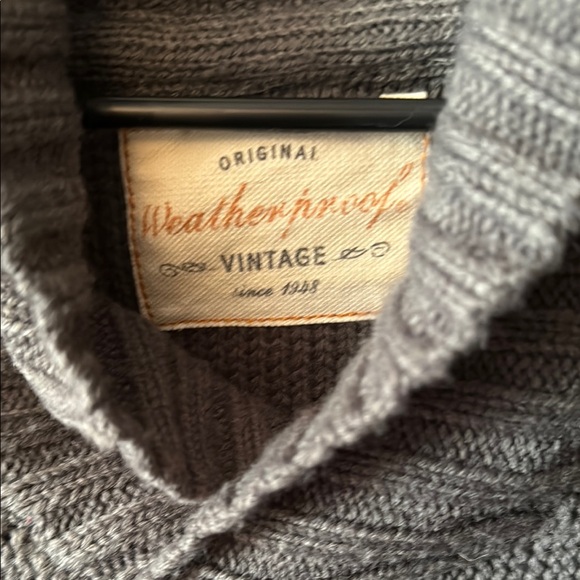 ORIGINAL
Weatherproof
VINTAGE
since 1948